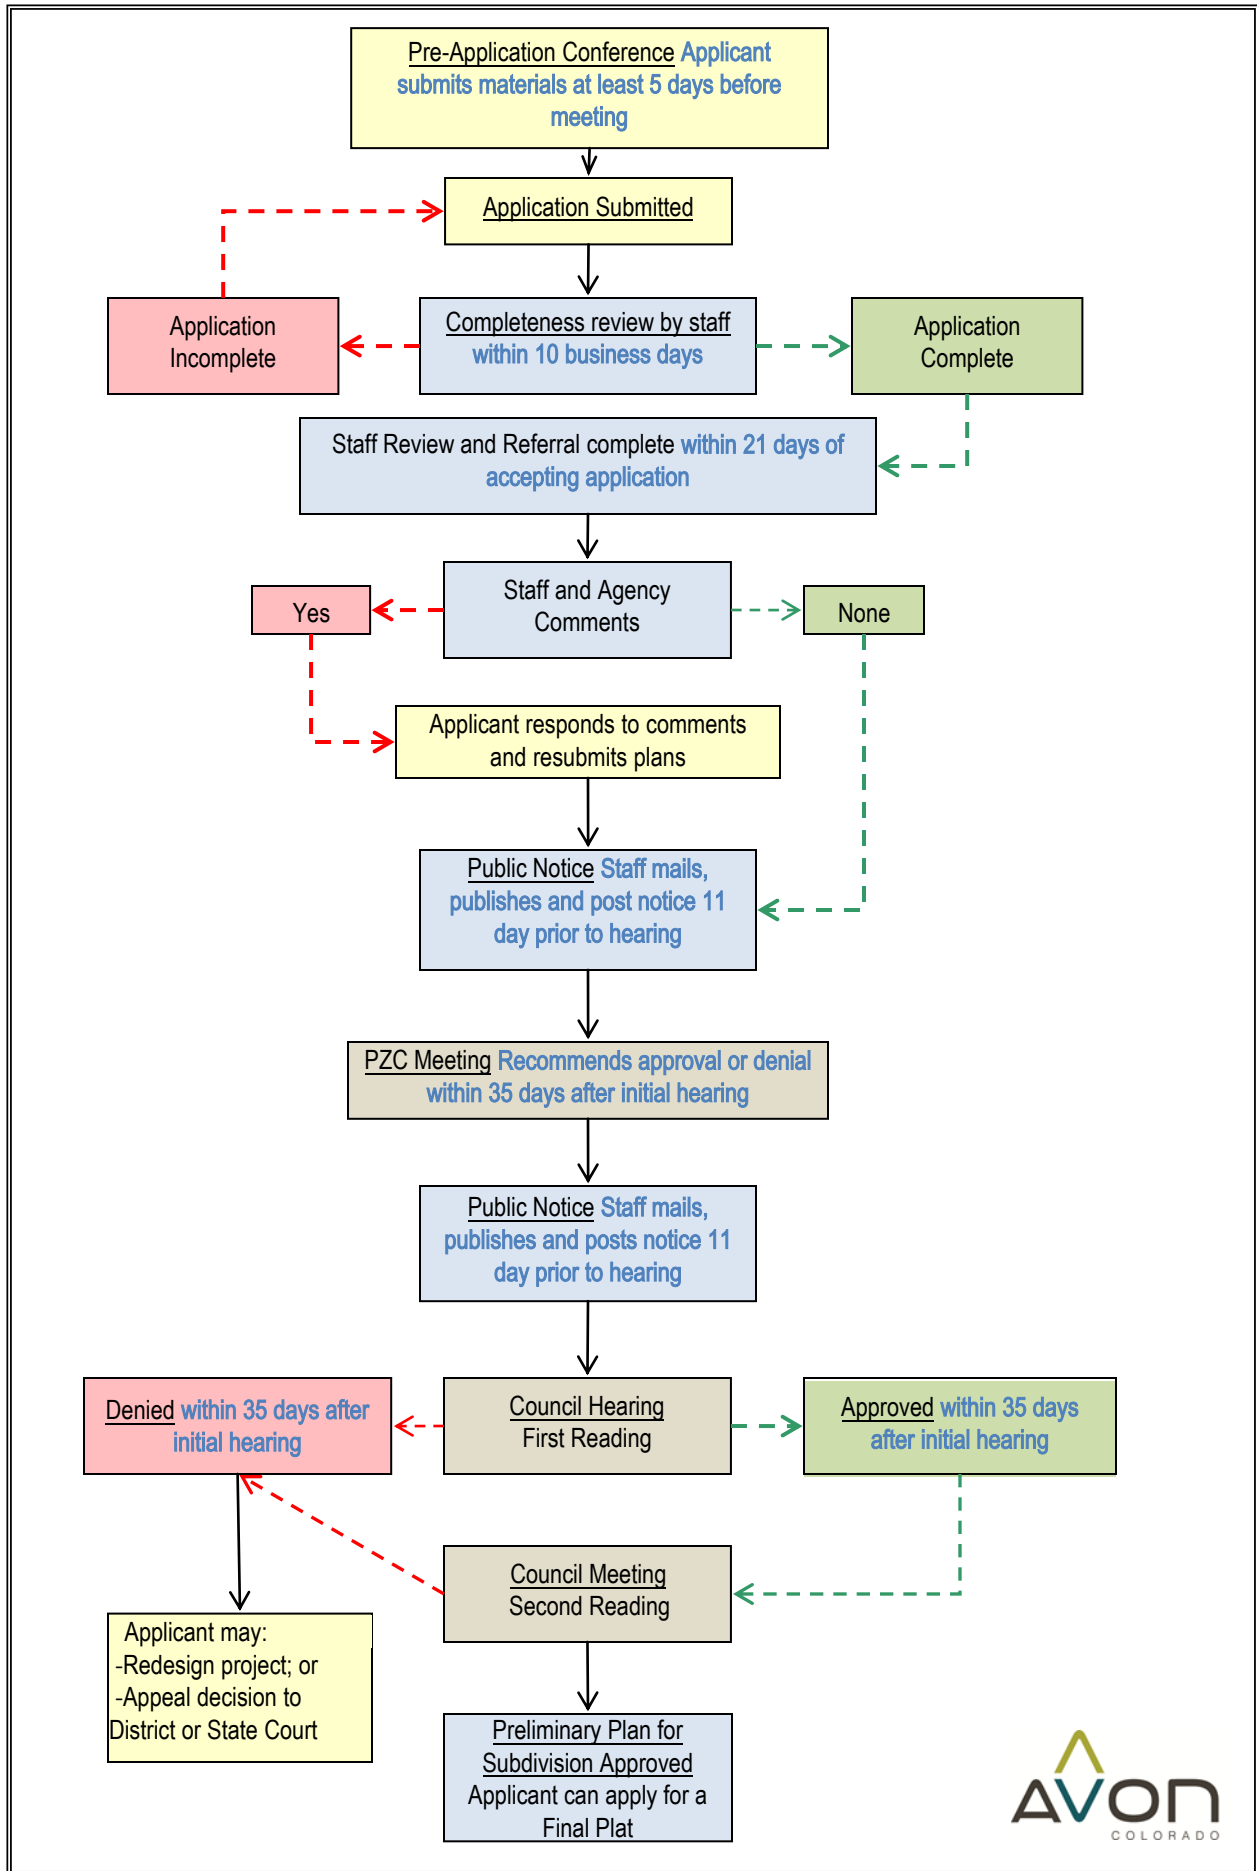 Pre-Application Conference Applicant
submits materials at least 5 days before
meeting
Application Submitted
Application
Incomplete
Completeness review by staff
within 10 business days
Application
Complete
Staff Review and Referral complete within 21 days of
accepting application
Yes
Staff and Agency
Comments
None
Applicant responds to comments
and resubmits plans
Public Notice Staff mails,
publishes and post notice 11
day prior to hearing
PZC Meeting Recommends approval or denial
within 35 days after initial hearing
Public Notice Staff mails,
publishes and posts notice 11
day prior to hearing
Denied within 35 days after
initial hearing
Council Hearing
First Reading
Approved within 35 days
after initial hearing
Council Meeting
Second Reading
Applicant may:
-Redesign project; or
-Appeal decision to
District or State Court
Preliminary Plan for
Subdivision Approved
Applicant can apply for a
Final Plat
AVON
COLORADO